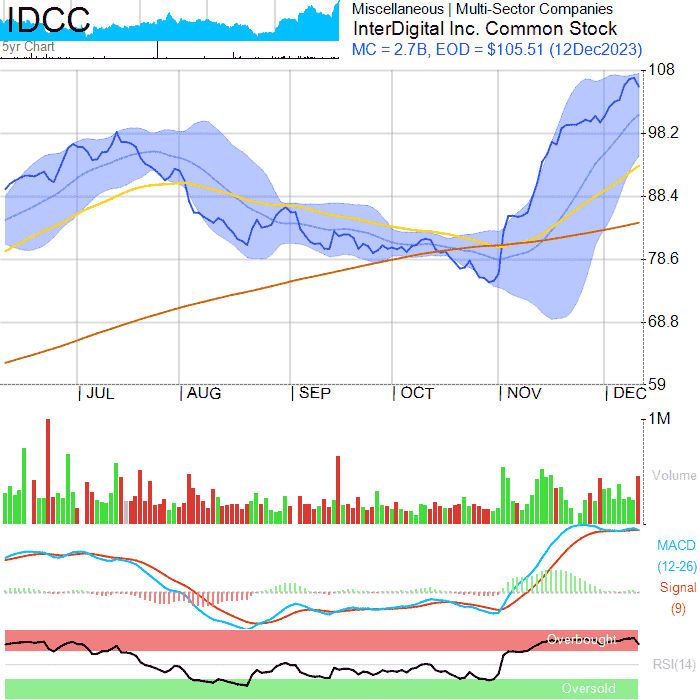 IDCC
5yr Chart
Miscellaneous | Multi-Sector Companies
InterDigital Inc. Common Stock
MC = 2.7B, EOD = $105.51 (12Dec2023)
108
98.2
88.4
78.6
68.8
59
JUL AUG SEP OCT NOV DEC
1M
Volume
MACD
(12-26)
Signal
(9)
Overbought
RSI(14)
Oversold